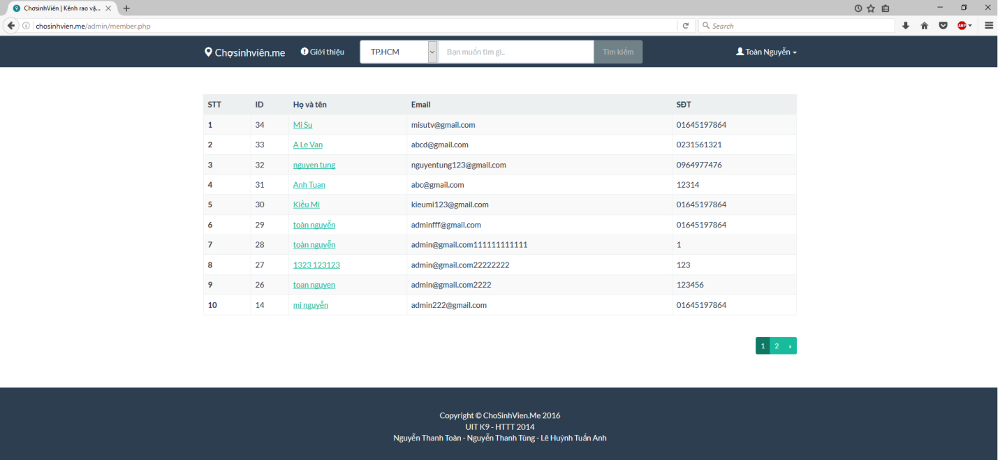 ChợsinhViên | Kênh rao vặ...
chosinhvien.me/admin/member.php
Search
ABP
Chợsinhviên.me Giới thiệu TP.HCM Bạn muốn tìm gì.. Tìm kiếm Toàn Nguyễn
STT ID Họ và tên Email SĐT
1 34 Mi Su misutv@gmail.com 01645197864
2 33 A Le Van abcd@gmail.com 0231561321
3 32 nguyen tung nguyentung123@gmail.com 0964977476
4 31 Anh Tuan abc@gmail.com 12314
5 30 Kiều Mi kieumi123@gmail.com 01645197864
6 29 toàn nguyễn adminfff@gmail.com 01645197864
7 28 toàn nguyễn admin@gmail.com111111111111 1
8 27 1323 123123 admin@gmail.com22222222 123
9 26 toan nguyen admin@gmail.com2222 123456
10 14 mi nguyễn admin222@gmail.com 01645197864
1 2 »
Copyright © ChoSinhVien.Me 2016
UIT K9 - HTTT 2014
Nguyễn Thanh Toàn - Nguyễn Thanh Tùng - Lê Huỳnh Tuấn Anh